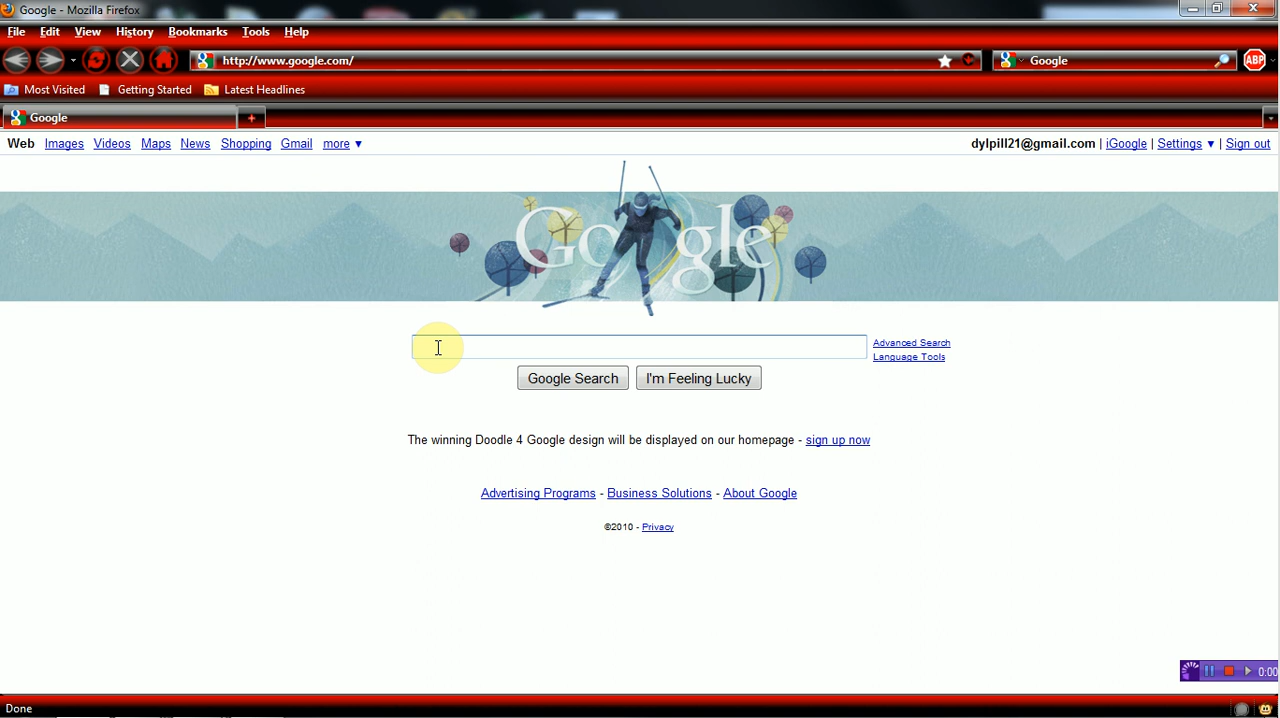 Google - Mozilla Firefox
File Edit View History Bookmarks Tools Help
http://www.google.com/ Google ABP
Most Visited Getting Started Latest Headlines
Google
Web Images Videos Maps News Shopping Gmail more ▼ dylpill21@gmail.com | iGoogle | Settings ▼ | Sign out
Google
Advanced Search
Language Tools
Google Search I'm Feeling Lucky
The winning Doodle 4 Google design will be displayed on our homepage - sign up now
Advertising Programs - Business Solutions - About Google
©2010 - Privacy
0:00
Done